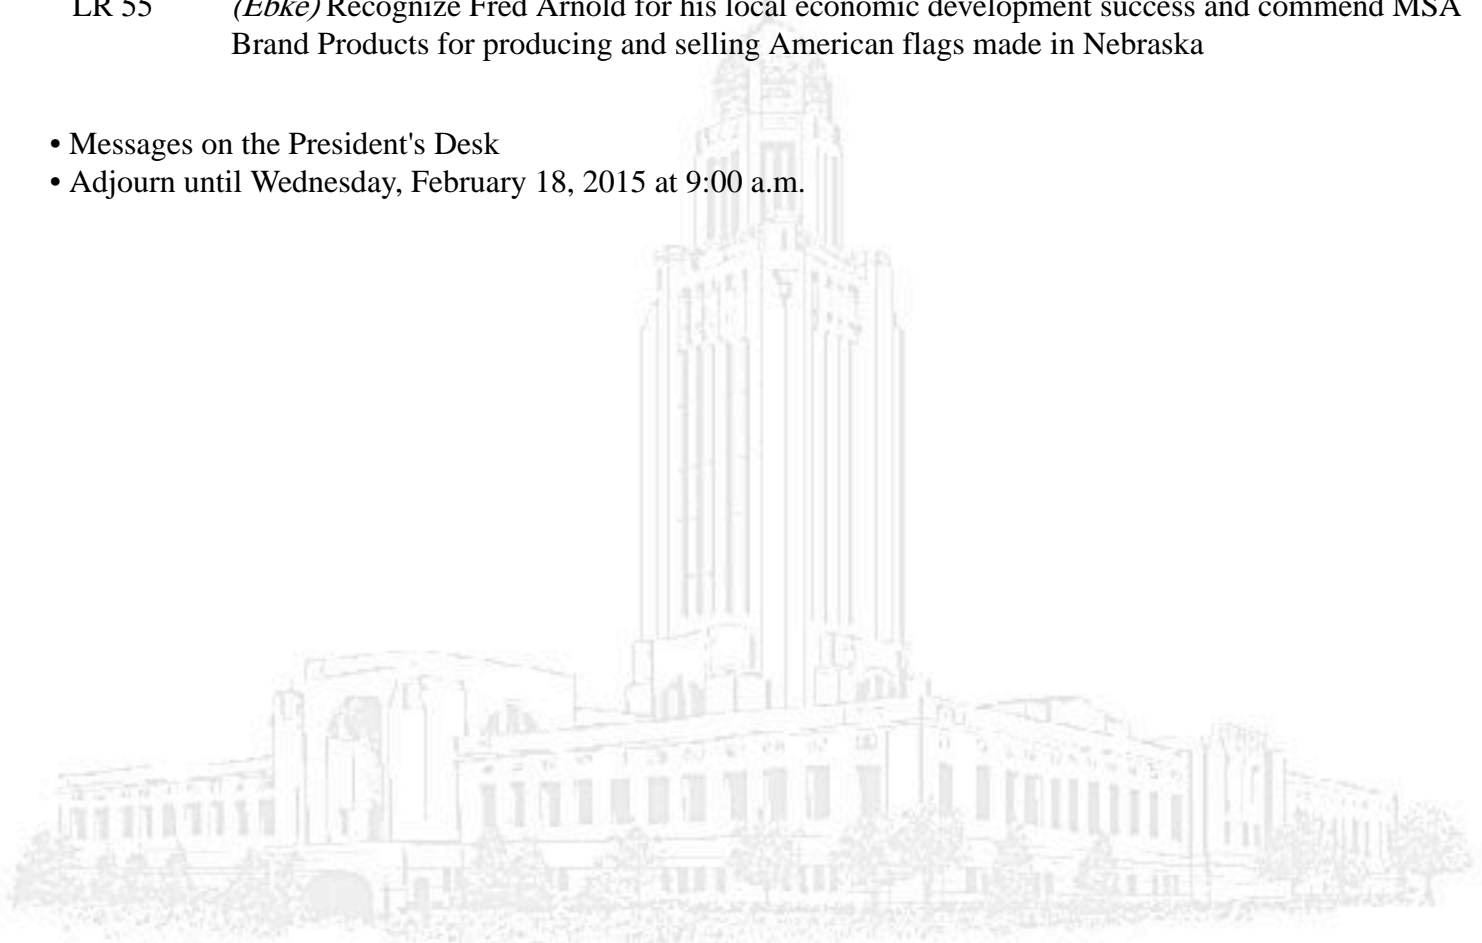 LR 55 (Ebke) Recognize Fred Arnold for his local economic development success and commend MSA
Brand Products for producing and selling American flags made in Nebraska
• Messages on the President's Desk
• Adjourn until Wednesday, February 18, 2015 at 9:00 a.m.